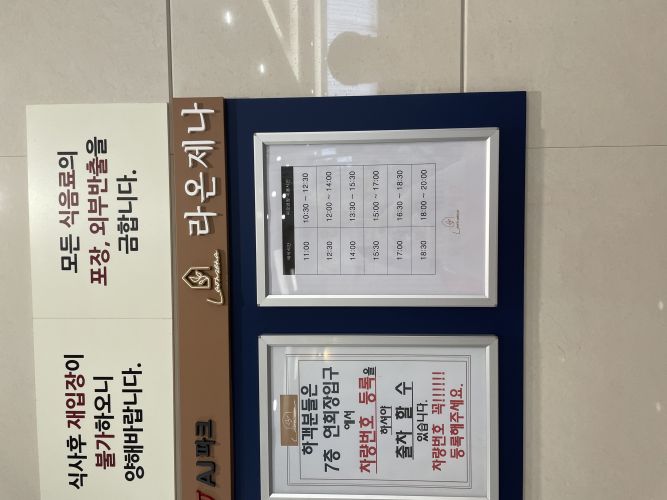 식사후 재입장이
불가하오니
양해바랍니다.
모든 식음료의
포장, 외부반출을
금합니다.
AJ파크
라온제나
하객분들은
7층 연회장입구
에서
차량번호 등록을
하셔야
출차 할 수
있습니다.
차량번호 꼭!!!!!!
등록해주세요.
예식시간
11:00 10:30 ~ 12:30
12:30 12:00 ~ 14:00
14:00 13:30 ~ 15:30
15:30 15:00 ~ 17:00
17:00 16:30 ~ 18:30
18:30 18:00 ~ 20:00